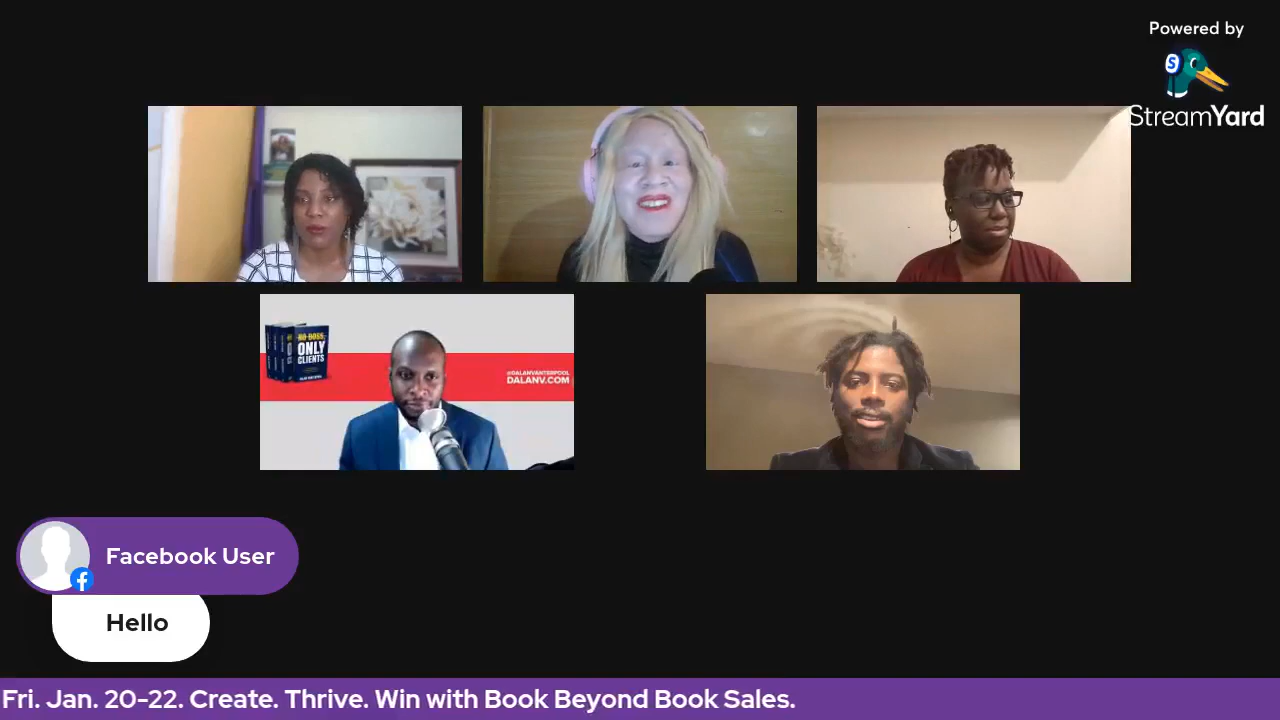 Powered by
S
StreamYard
NO BOSS,
ONLY
CLIENTS
@DALANVANTERPOOL
DALANV.COM
Facebook User
Hello
Fri. Jan. 20-22. Create. Thrive. Win with Book Beyond Book Sales.